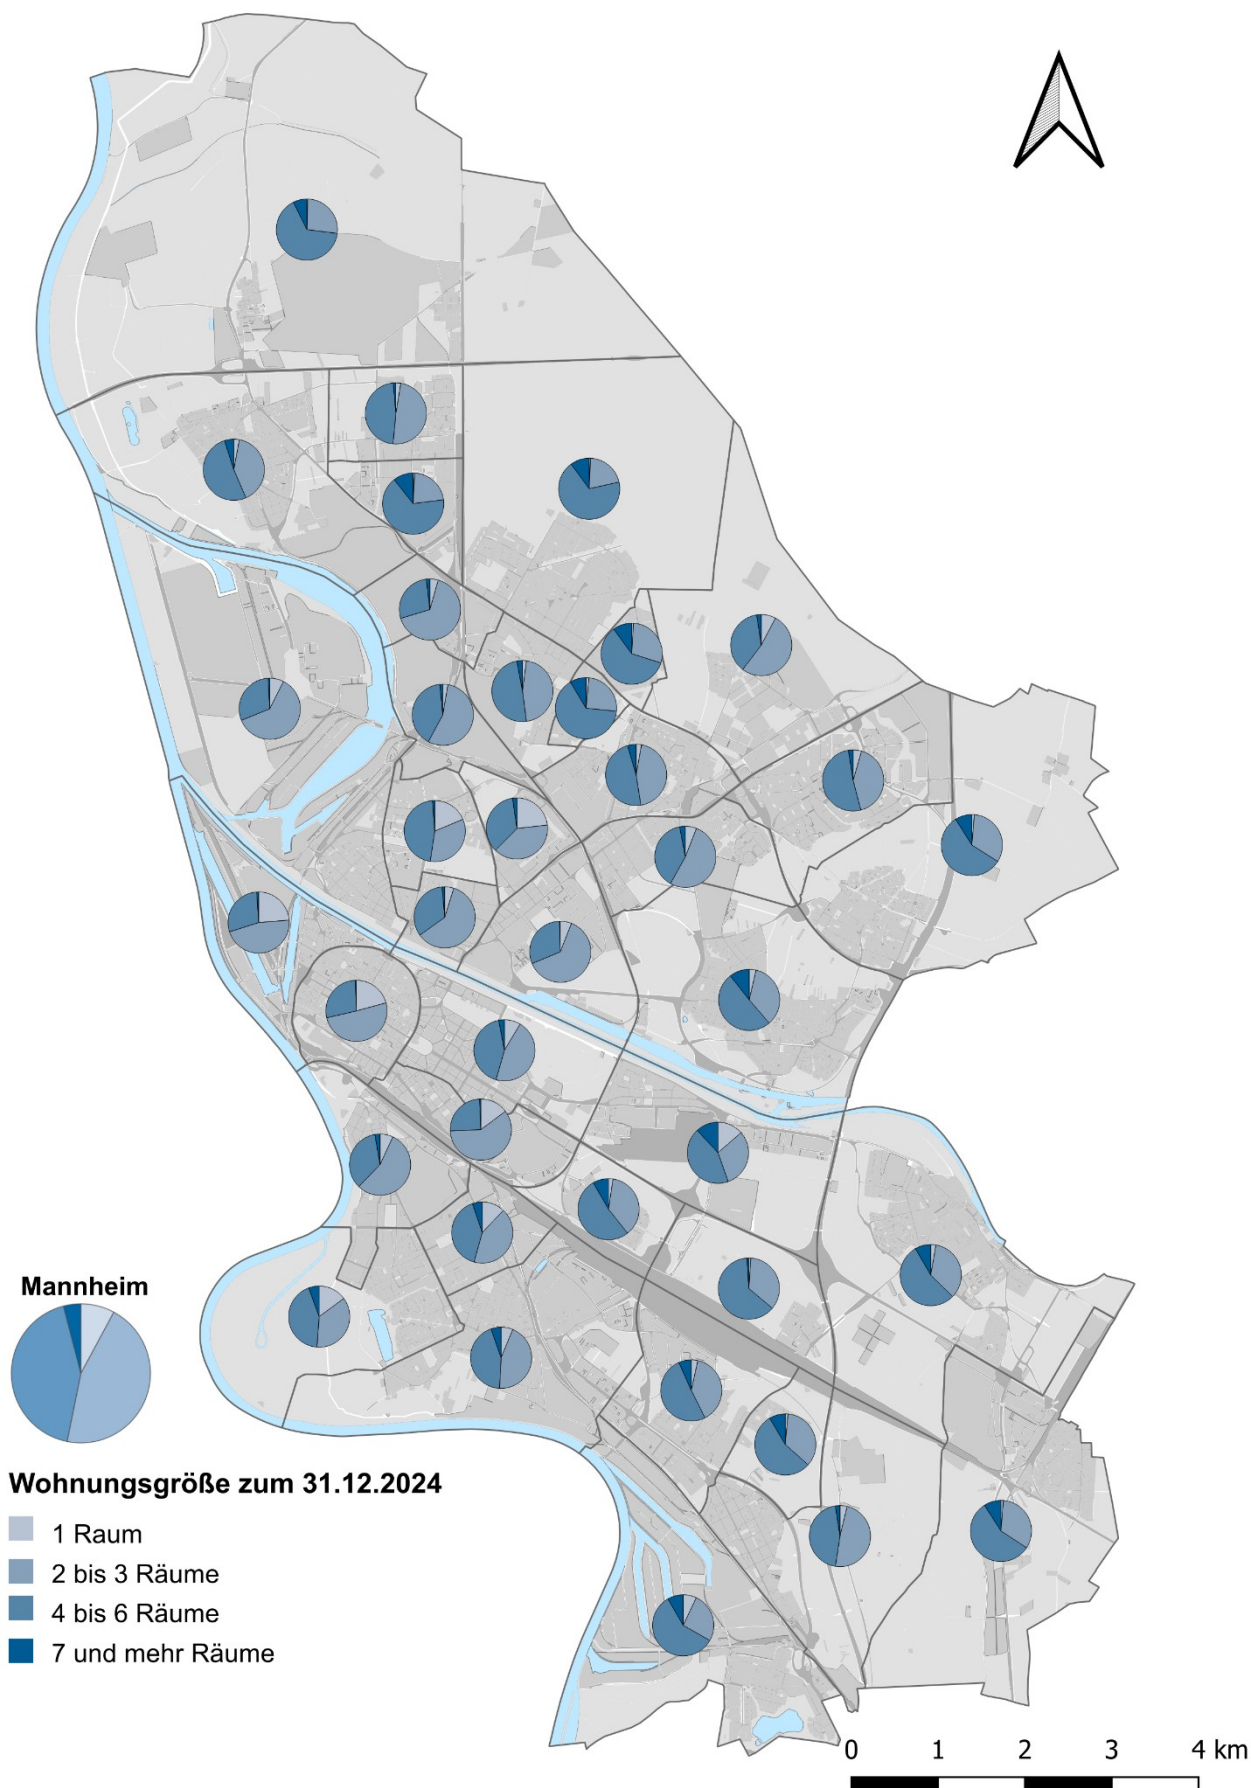 Mannheim
Wohnungsgröße zum 31.12.2024
1 Raum
2 bis 3 Räume
4 bis 6 Räume
7 und mehr Räume
0 1 2 3 4 km